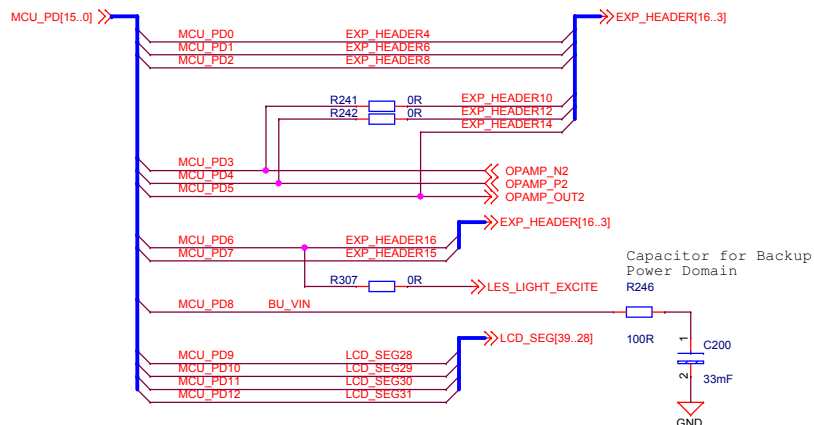 MCU_PD[15..0]
EXP_HEADER[16..3]
MCU_PD0 EXP_HEADER4
MCU_PD1 EXP_HEADER6
MCU_PD2 EXP_HEADER8
R241 0R EXP_HEADER10
R242 0R EXP_HEADER12
EXP_HEADER14
MCU_PD3 OPAMP_N2
MCU_PD4 OPAMP_P2
MCU_PD5 OPAMP_OUT2
EXP_HEADER[16..3]
MCU_PD6 EXP_HEADER16
MCU_PD7 EXP_HEADER15
Capacitor for Backup
Power Domain
R307 0R LES_LIGHT_EXCITE
R246
MCU_PD8 BU_VIN
100R
LCD_SEG[39..28]
1
C200
MCU_PD9 LCD_SEG28
MCU_PD10 LCD_SEG29
MCU_PD11 LCD_SEG30
MCU_PD12 LCD_SEG31
2
33mF
GND